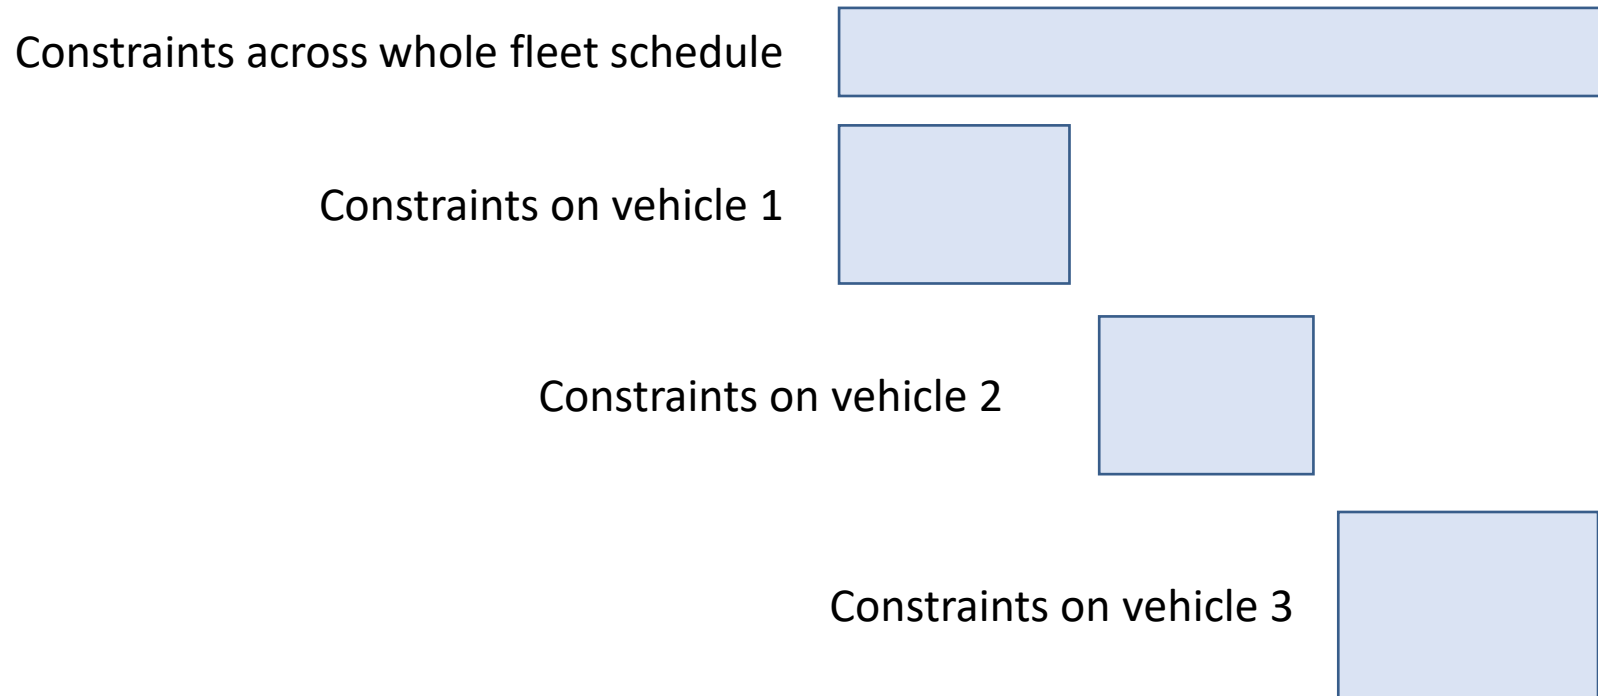 Constraints across whole fleet schedule
Constraints on vehicle 1
Constraints on vehicle 2
Constraints on vehicle 3